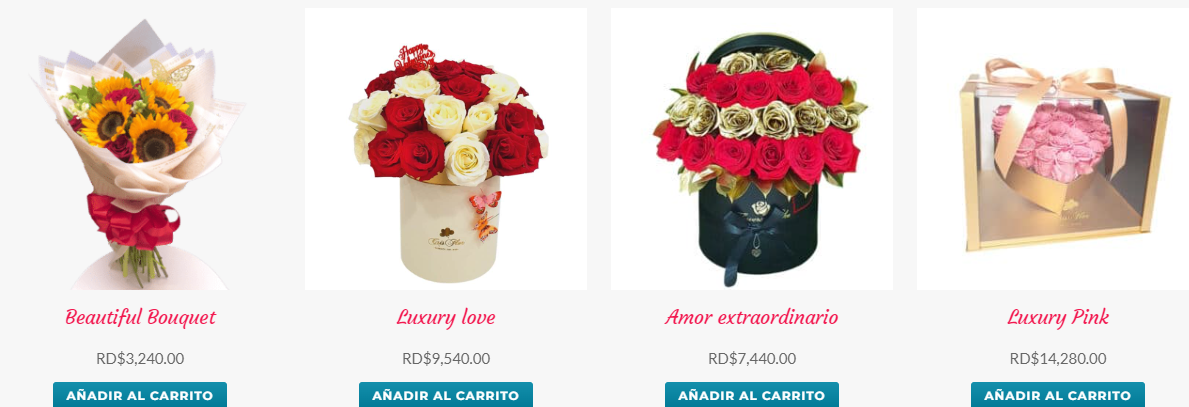 Happy
Beautiful Bouquet
Luxury love
Amor extraordinario
Luxury Pink
RD$3,240.00
RD$9,540.00
RD$7,440.00
RD$14,280.00
AÑADIR AL CARRITO
AÑADIR AL CARRITO
AÑADIR AL CARRITO
AÑADIR AL CARRITO